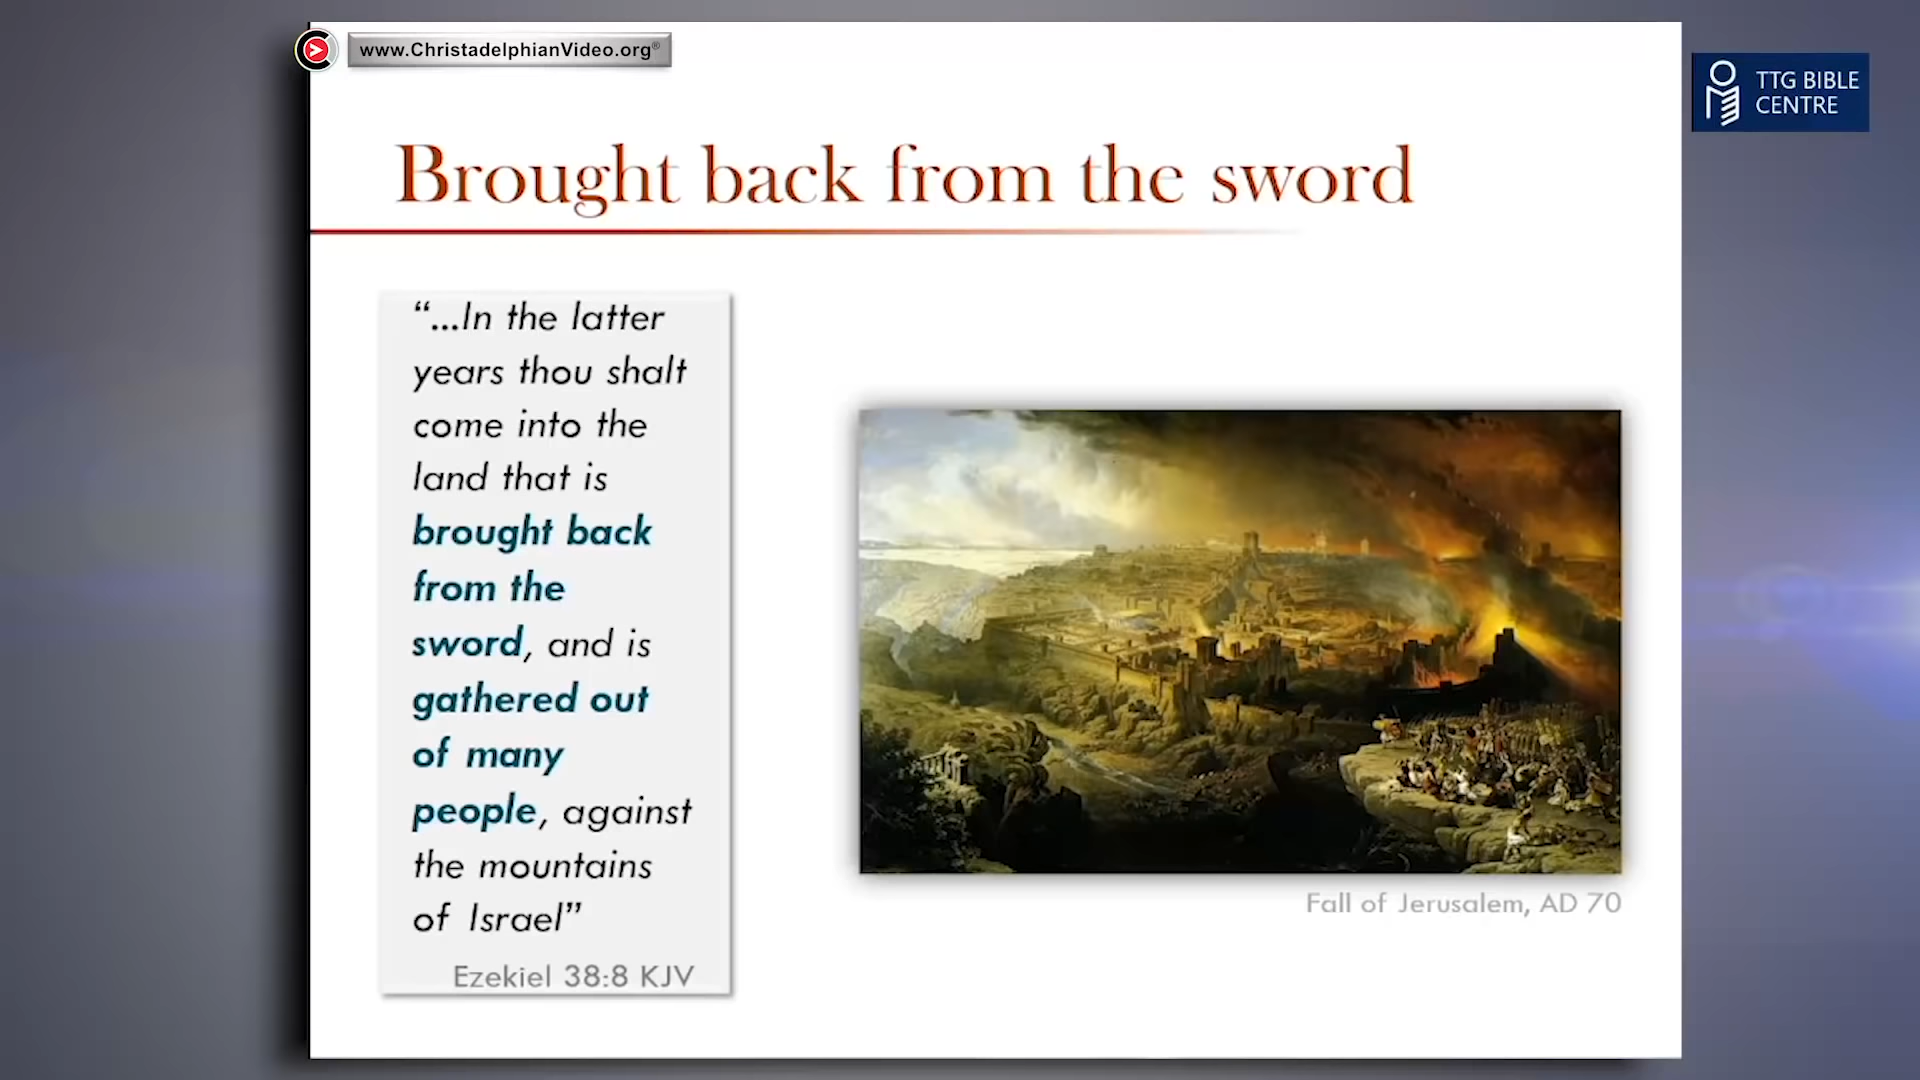 www.ChristadelphianVideo.org®
TTG BIBLE
CENTRE
Brought back from the sword
“...In the latter
years thou shalt
come into the
land that is
brought back
from the
sword, and is
gathered out
of many
people, against
the mountains
of Israel”
Ezekiel 38:8 KJV
Fall of Jerusalem, AD 70